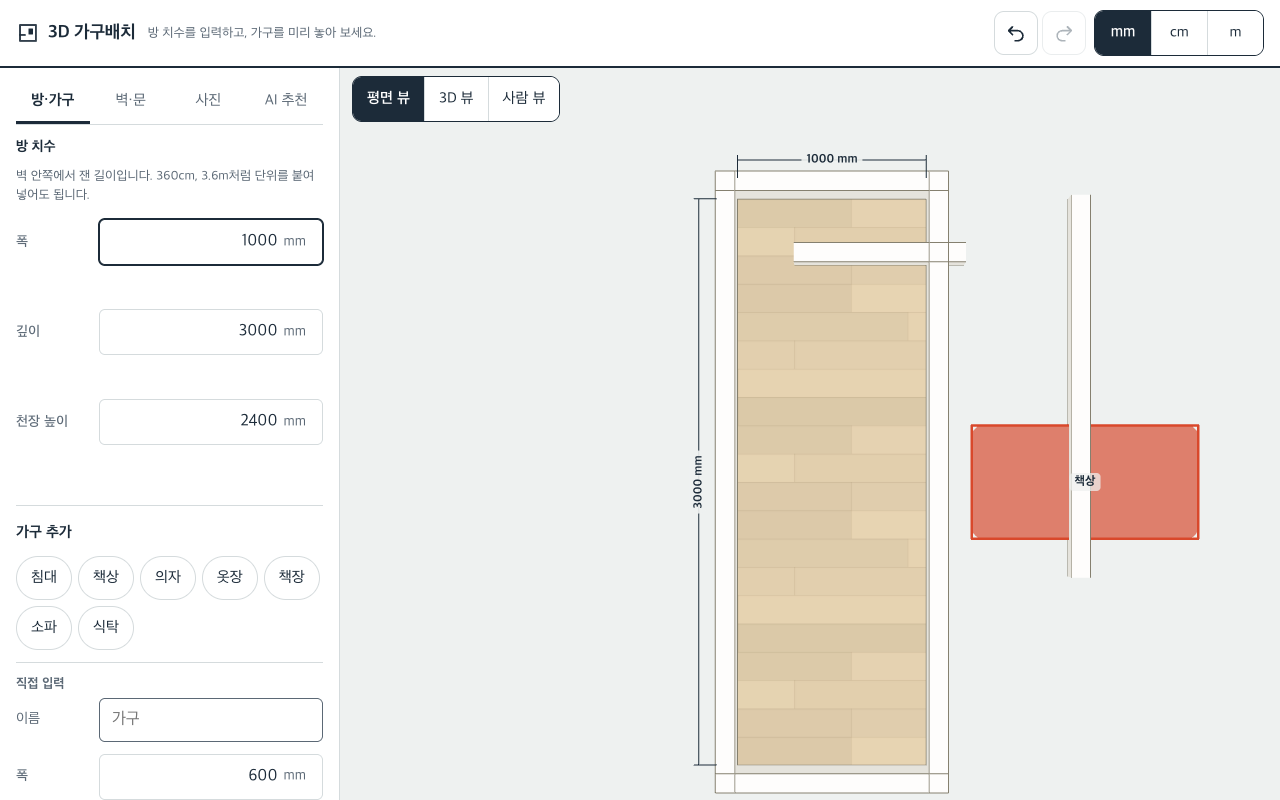 3D 가구배치
방 치수를 입력하고, 가구를 미리 놓아 보세요.
mm
cm
m
방·가구
벽·문
사진
AI 추천
방 치수
벽 안쪽에서 잰 길이입니다. 360cm, 3.6m처럼 단위를 붙여
넣어도 됩니다.
폭
1000 mm
깊이
3000 mm
천장 높이
2400 mm
가구 추가
침대
책상
의자
옷장
책장
소파
식탁
직접 입력
이름
가구
폭
600 mm
평면 뷰
3D 뷰
사람 뷰
1000 mm
3000 mm
책상